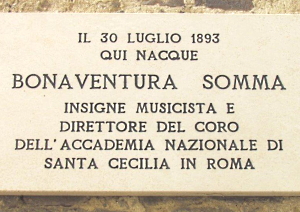 IL 30 LUGLIO 1893
QUI NACQUE
BONAVENTURA SOMMA
INSIGNE MUSICISTA E
DIRETTORE DEL CORO
DELL'ACCADEMIA NAZIONALE DI
SANTA CECILIA IN ROMA